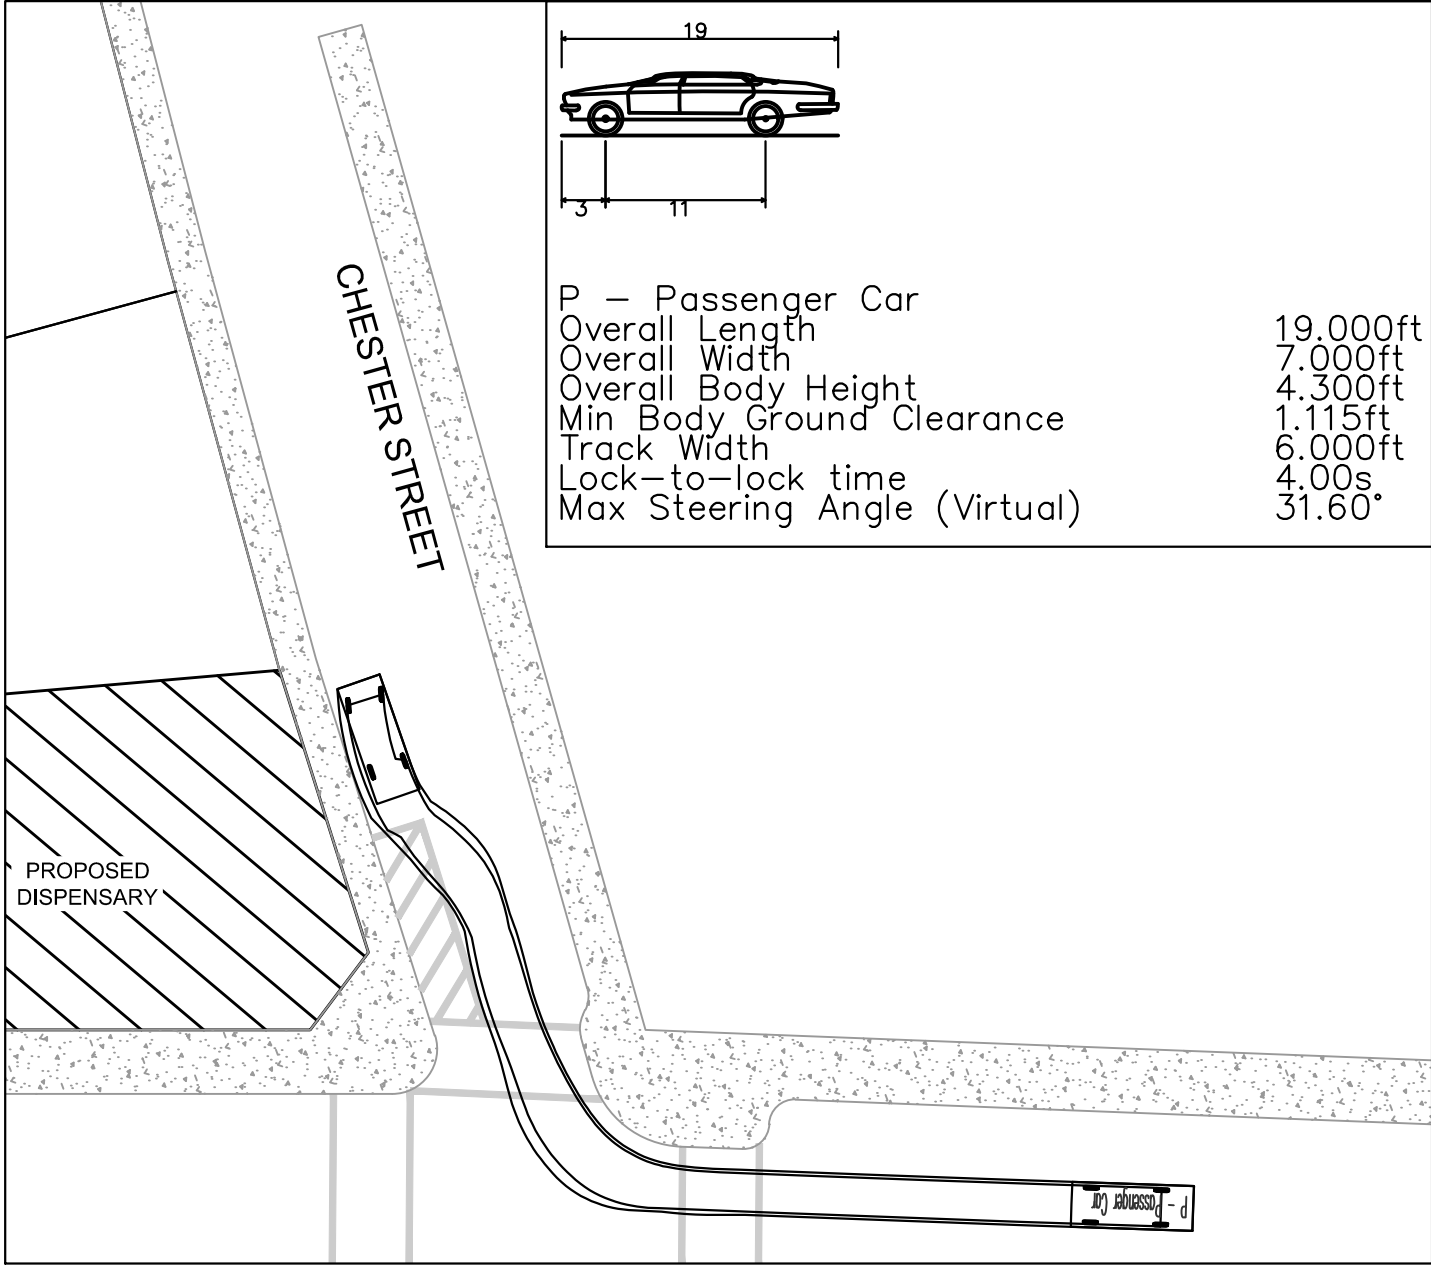 19
3
11
P - Passenger Car
Overall Length 19.000ft
Overall Width 7.000ft
Overall Body Height 4.300ft
Min Body Ground Clearance 1.115ft
Track Width 6.000ft
Lock-to-lock time 4.00s
Max Steering Angle (Virtual) 31.60°
CHESTER STREET
PROPOSED
DISPENSARY
P - Passenger Car